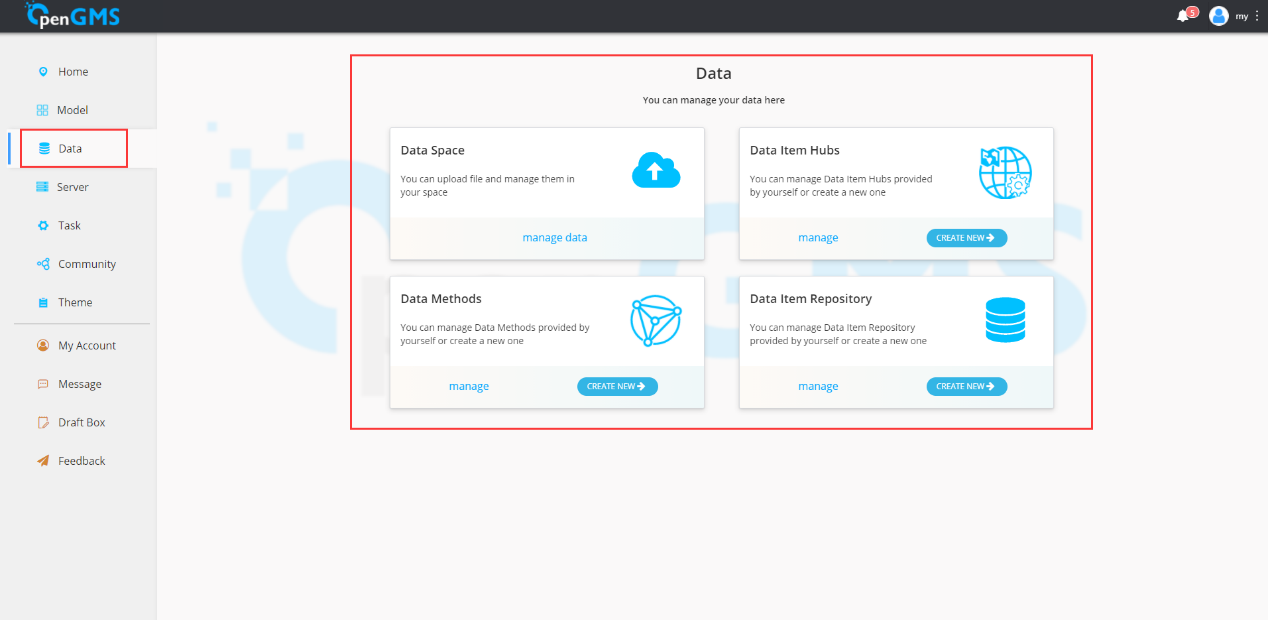 OpenGMS
5
my
Home
Model
Data
Server
Task
Community
Theme
My Account
Message
Draft Box
Feedback
Data
You can manage your data here
Data Space
You can upload file and manage them in
your space
manage data
Data Item Hubs
You can manage Data Item Hubs provided
by yourself or create a new one
manage
CREATE NEW
Data Methods
You can manage Data Methods provided by
yourself or create a new one
manage
CREATE NEW
Data Item Repository
You can manage Data Item Repository
provided by yourself or create a new one
manage
CREATE NEW